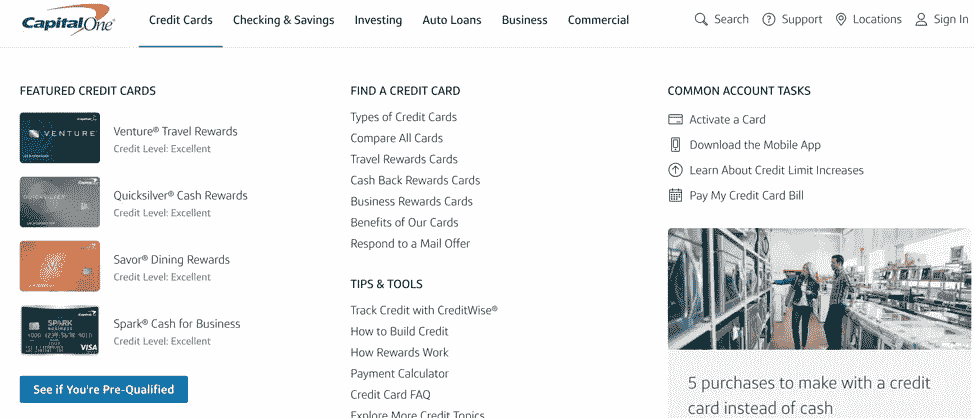 Capital One
Credit Cards
Checking & Savings
Investing
Auto Loans
Business
Commercial
Search
Support
Locations
Sign In
FEATURED CREDIT CARDS
VENTURE
Venture® Travel Rewards
Credit Level: Excellent
QUICKSILVER
Quicksilver® Cash Rewards
Credit Level: Excellent
Savor® Dining Rewards
Credit Level: Excellent
Capital One
SPARK
BUSINESS
VISA
Spark® Cash for Business
Credit Level: Excellent
See if You're Pre-Qualified
FIND A CREDIT CARD
Types of Credit Cards
Compare All Cards
Travel Rewards Cards
Cash Back Rewards Cards
Business Rewards Cards
Benefits of Our Cards
Respond to a Mail Offer
TIPS & TOOLS
Track Credit with CreditWise®
How to Build Credit
How Rewards Work
Payment Calculator
Credit Card FAQ
Explore More Credit Topics
COMMON ACCOUNT TASKS
Activate a Card
Download the Mobile App
Learn About Credit Limit Increases
Pay My Credit Card Bill
5 purchases to make with a credit
card instead of cash